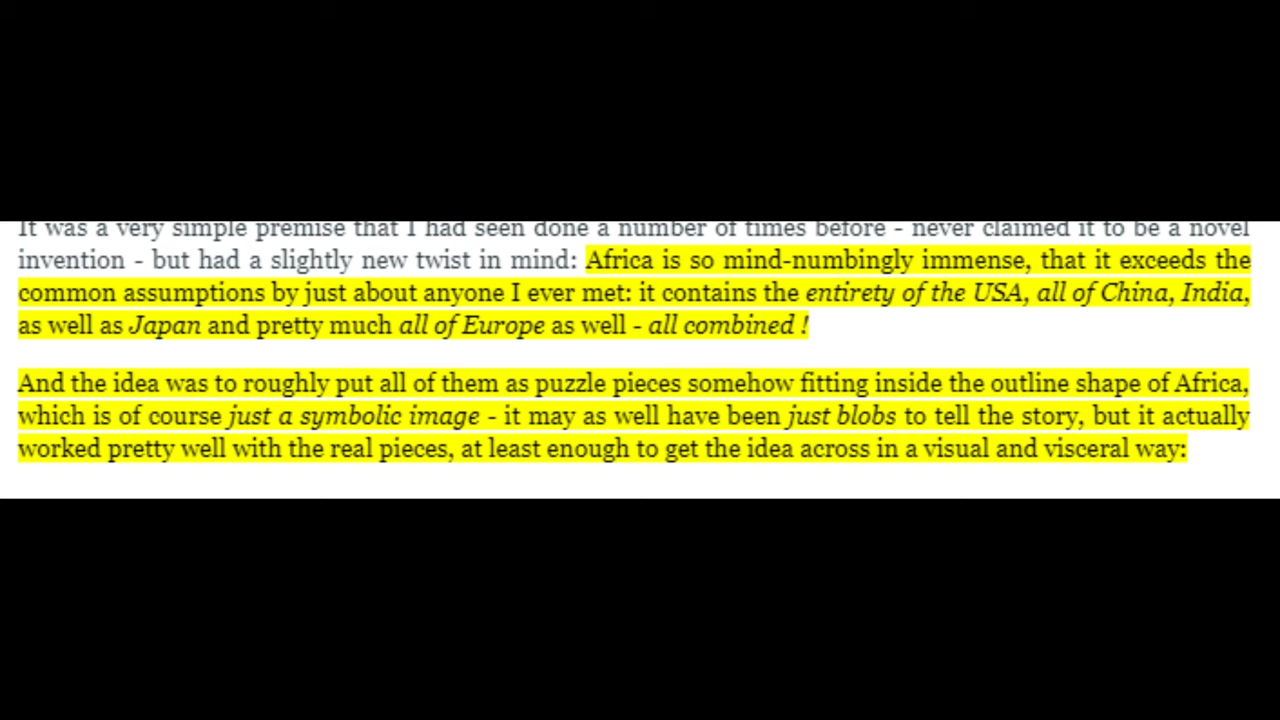 It was a very simple premise that I had seen done a number of times before - never claimed it to be a novel
invention - but had a slightly new twist in mind: Africa is so mind-numbingly immense, that it exceeds the
common assumptions by just about anyone I ever met: it contains the entirety of the USA, all of China, India,
as well as Japan and pretty much all of Europe as well - all combined !
And the idea was to roughly put all of them as puzzle pieces somehow fitting inside the outline shape of Africa,
which is of course just a symbolic image - it may as well have been just blobs to tell the story, but it actually
worked pretty well with the real pieces, at least enough to get the idea across in a visual and visceral way: